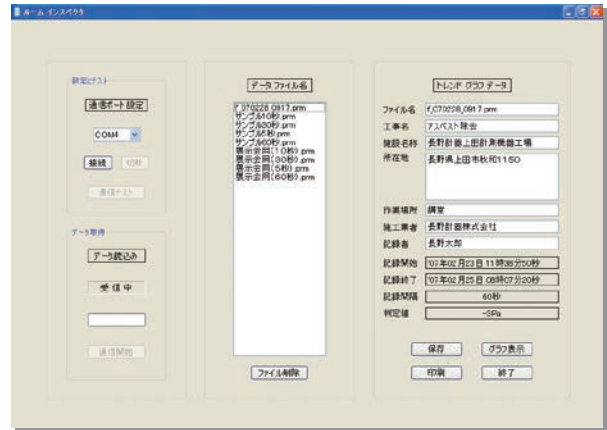 ルーム インスペクタ
設定とテスト
通信ポート設定
COM4
接続 切断
通信テスト
データ取得
データ読込み
受信中
通信開始
データファイル名
f_070228_0917.prm
サンプル10秒.prm
サンプル30秒.prm
サンプル5秒.prm
サンプル60秒.prm
展示会用(10秒).prm
展示会用(30秒).prm
展示会用(5秒).prm
展示会用(60秒).prm
ファイル削除
トレンド グラフ データ
ファイル名 f_070228_0917.prm
工事名 アスベスト除去
施設名称 長野計器上田計測機器工場
所在地 長野県上田市秋和1150
作業場所 講堂
施工業者 長野計器株式会社
記録者 長野太郎
記録開始 '07年02月23日 11時38分50秒
記録終了 '07年02月25日 08時07分20秒
記録間隔 60秒
判定値 -3Pa
保存 グラフ表示
印刷 終了